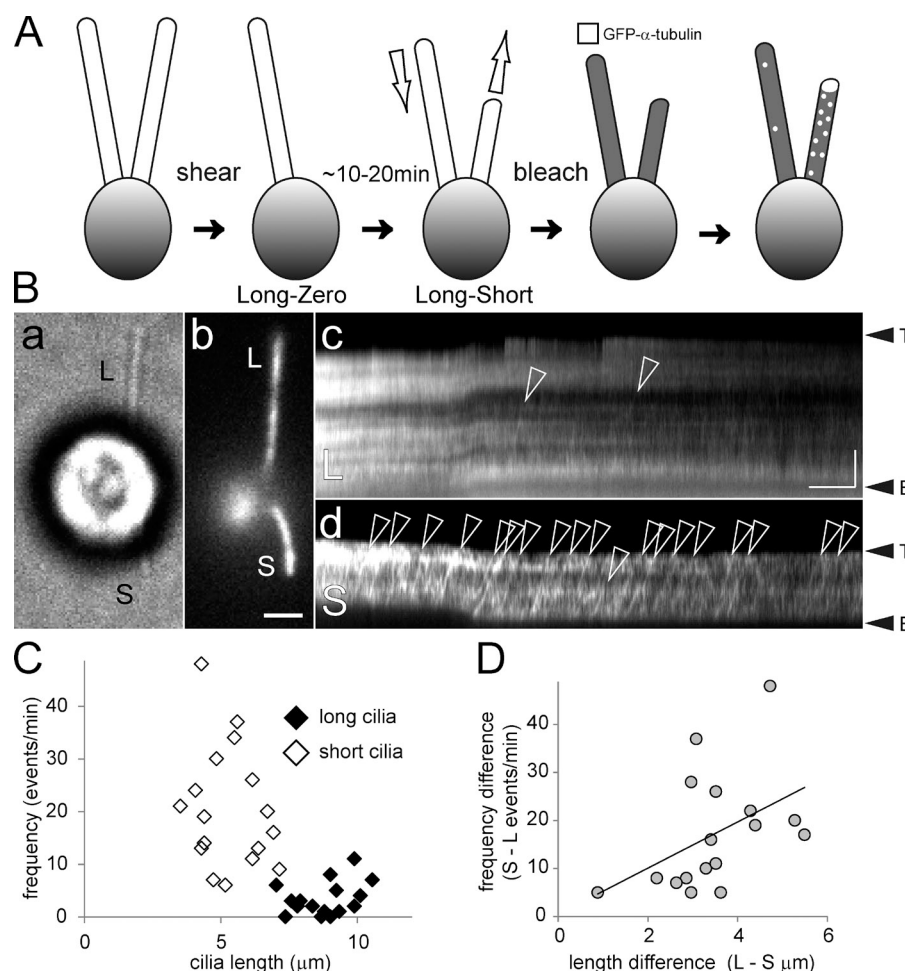 A
GFP-α-tubulin
shear
~10-20min
bleach
Long-Zero
Long-Short
B
a
L
S
b
L
S
c
L
T
d
S
T
C
frequency (events/min)
40
30
20
10
0
0
5
10
cilia length (μm)
long cilia
short cilia
D
frequency difference
(S - L events/min)
40
30
20
10
0
0
2
4
6
length difference (L - S μm)